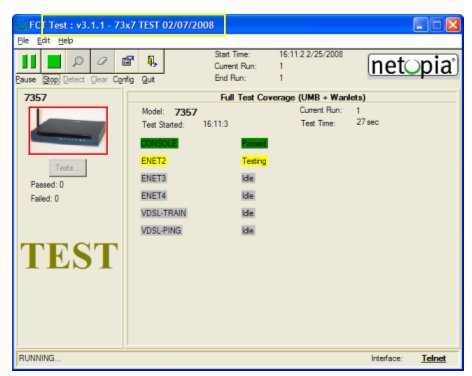 FCT Test : v3.1.1 - 73x7 TEST 02/07/2008
File Edit Help
Pause Stop Detect Clear Config Quit
Start Time: 16:11:2 2/25/2008
Current Run: 1
End Run: 1
netopia
7357
Tests...
Passed: 0
Failed: 0
TEST
Full Test Coverage (UMB + Wanlets)
Model: 7357 Current Run: 1
Test Started: 16:11:3 Test Time: 27 sec
CONSOLE Passed
ENET2 Testing
ENET3 Idle
ENET4 Idle
VDSL-TRAIN Idle
VDSL-PING Idle
RUNNING... Interface: Telnet